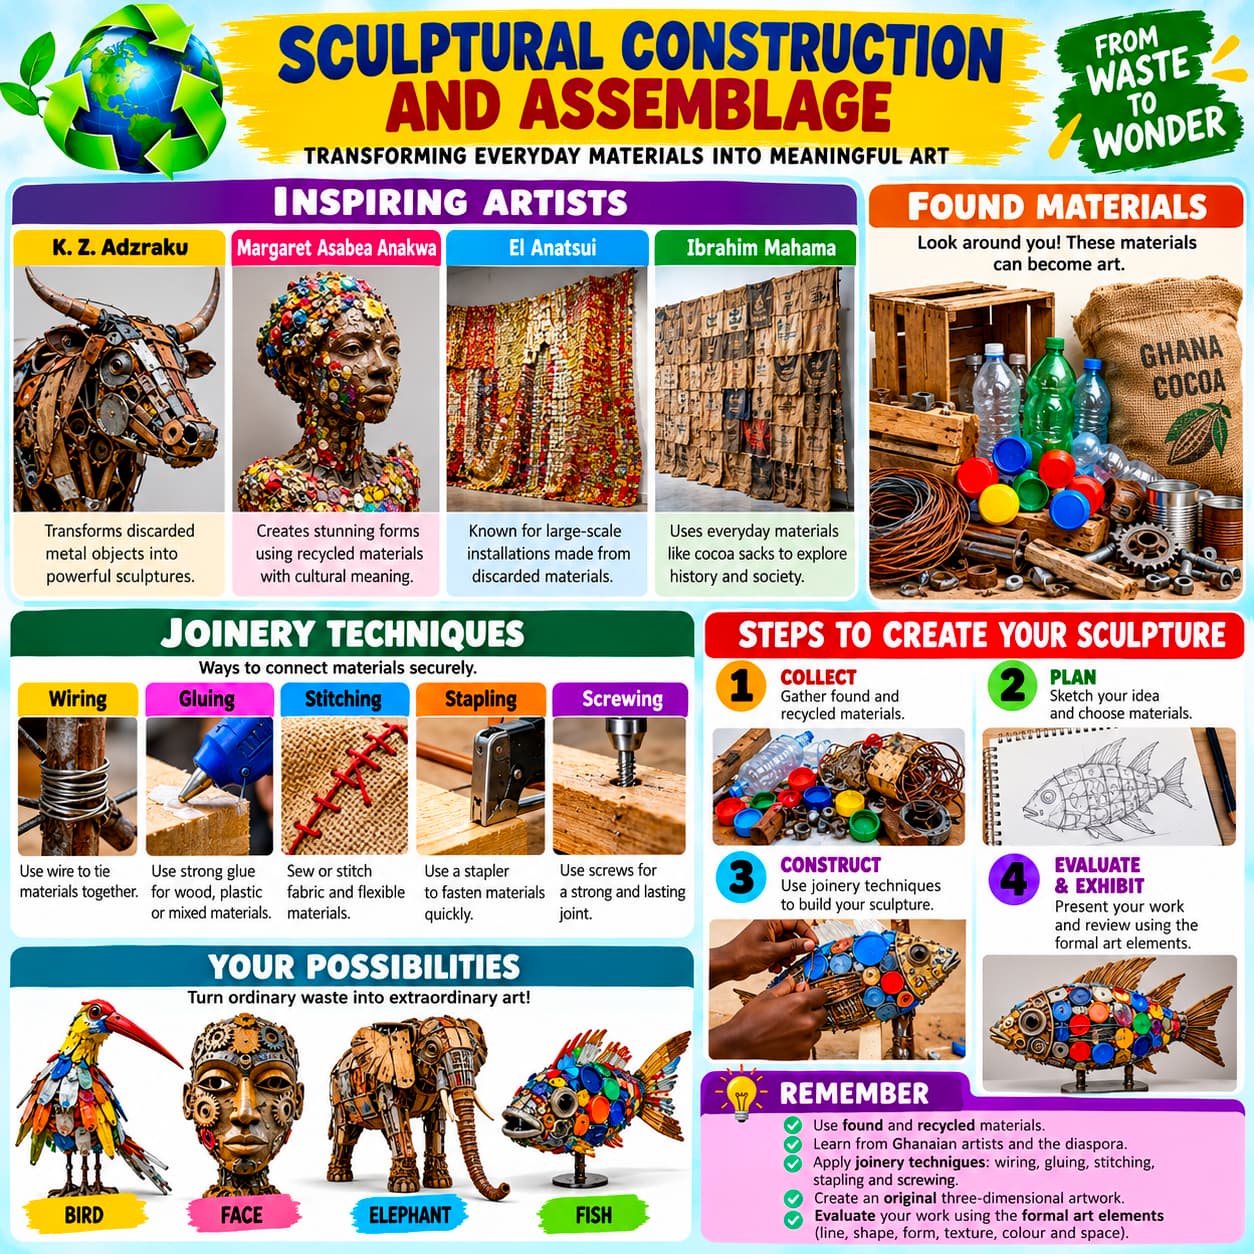 SCULPTURAL CONSTRUCTION
AND ASSEMBLAGE
TRANSFORMING EVERYDAY MATERIALS INTO MEANINGFUL ART
FROM
WASTE
TO
WONDER
INSPIRING ARTISTS
K. Z. Adzraku
Transforms discarded
metal objects into
powerful sculptures.
Margaret Asabea Anakwa
Creates stunning forms
using recycled materials
with cultural meaning.
El Anatsui
Known for large-scale
installations made from
discarded materials.
Ibrahim Mahama
Uses everyday materials
like cocoa sacks to explore
history and society.
FOUND MATERIALS
Look around you! These materials
can become art.
GHANA
COCOA
JOINERY TECHNIQUES
Ways to connect materials securely.
Wiring
Use wire to tie
materials together.
Gluing
Use strong glue
for wood, plastic
or mixed materials.
Stitching
Sew or stitch
fabric and flexible
materials.
Stapling
Use a stapler
to fasten materials
quickly.
Screwing
Use screws for
a strong and lasting
joint.
STEPS TO CREATE YOUR SCULPTURE
1 COLLECT
Gather found and
recycled materials.
2 PLAN
Sketch your idea
and choose materials.
3 CONSTRUCT
Use joinery techniques
to build your sculpture.
4 EVALUATE
& EXHIBIT
Present your work
and review using the
formal art elements.
YOUR POSSIBILITIES
Turn ordinary waste into extraordinary art!
BIRD
FACE
ELEPHANT
FISH
REMEMBER
Use found and recycled materials.
Learn from Ghanaian artists and the diaspora.
Apply joinery techniques: wiring, gluing, stitching,
stapling and screwing.
Create an original three-dimensional artwork.
Evaluate your work using the formal art elements
(line, shape, form, texture, colour and space).